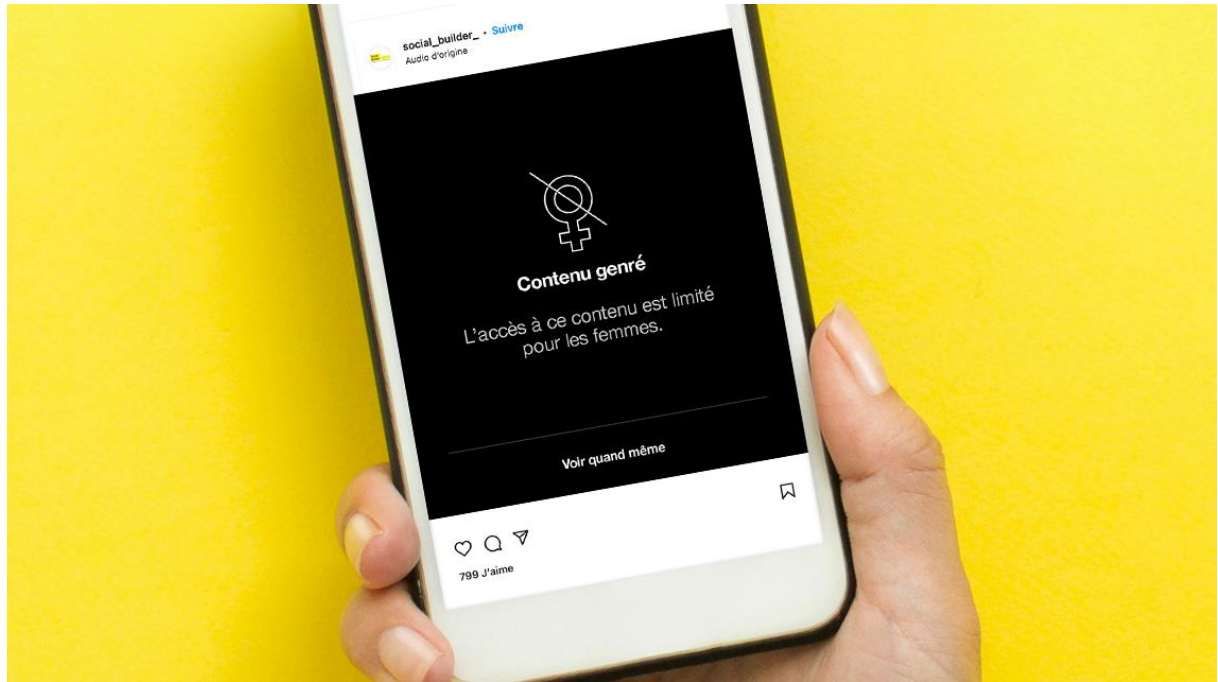 social_builder_ • Suivre
Audio d'origine
Contenu genré
L'accès à ce contenu est limité
pour les femmes.
Voir quand même
799 J'aime